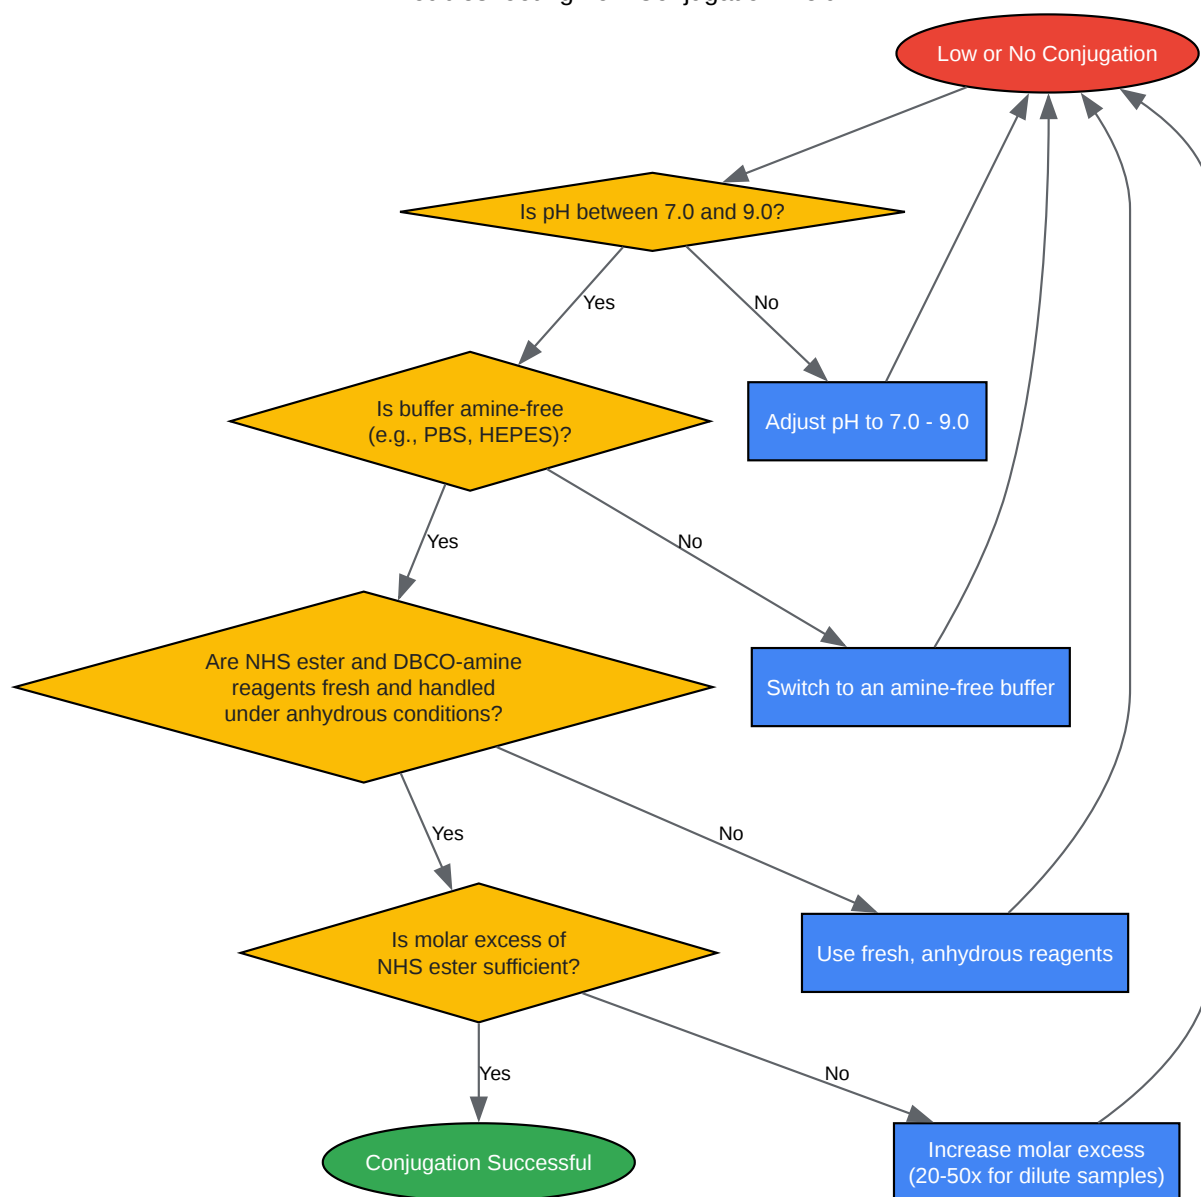 Low or No Conjugation
Is pH between 7.0 and 9.0?
Yes
No
Is buffer amine-free
(e.g., PBS, HEPES)?
Adjust pH to 7.0 - 9.0
Yes
No
Are NHS ester and DBCO-amine
reagents fresh and handled
under anhydrous conditions?
Switch to an amine-free buffer
Yes
No
Is molar excess of
NHS ester sufficient?
Use fresh, anhydrous reagents
Yes
No
Conjugation Successful
Increase molar excess
(20-50x for dilute samples)